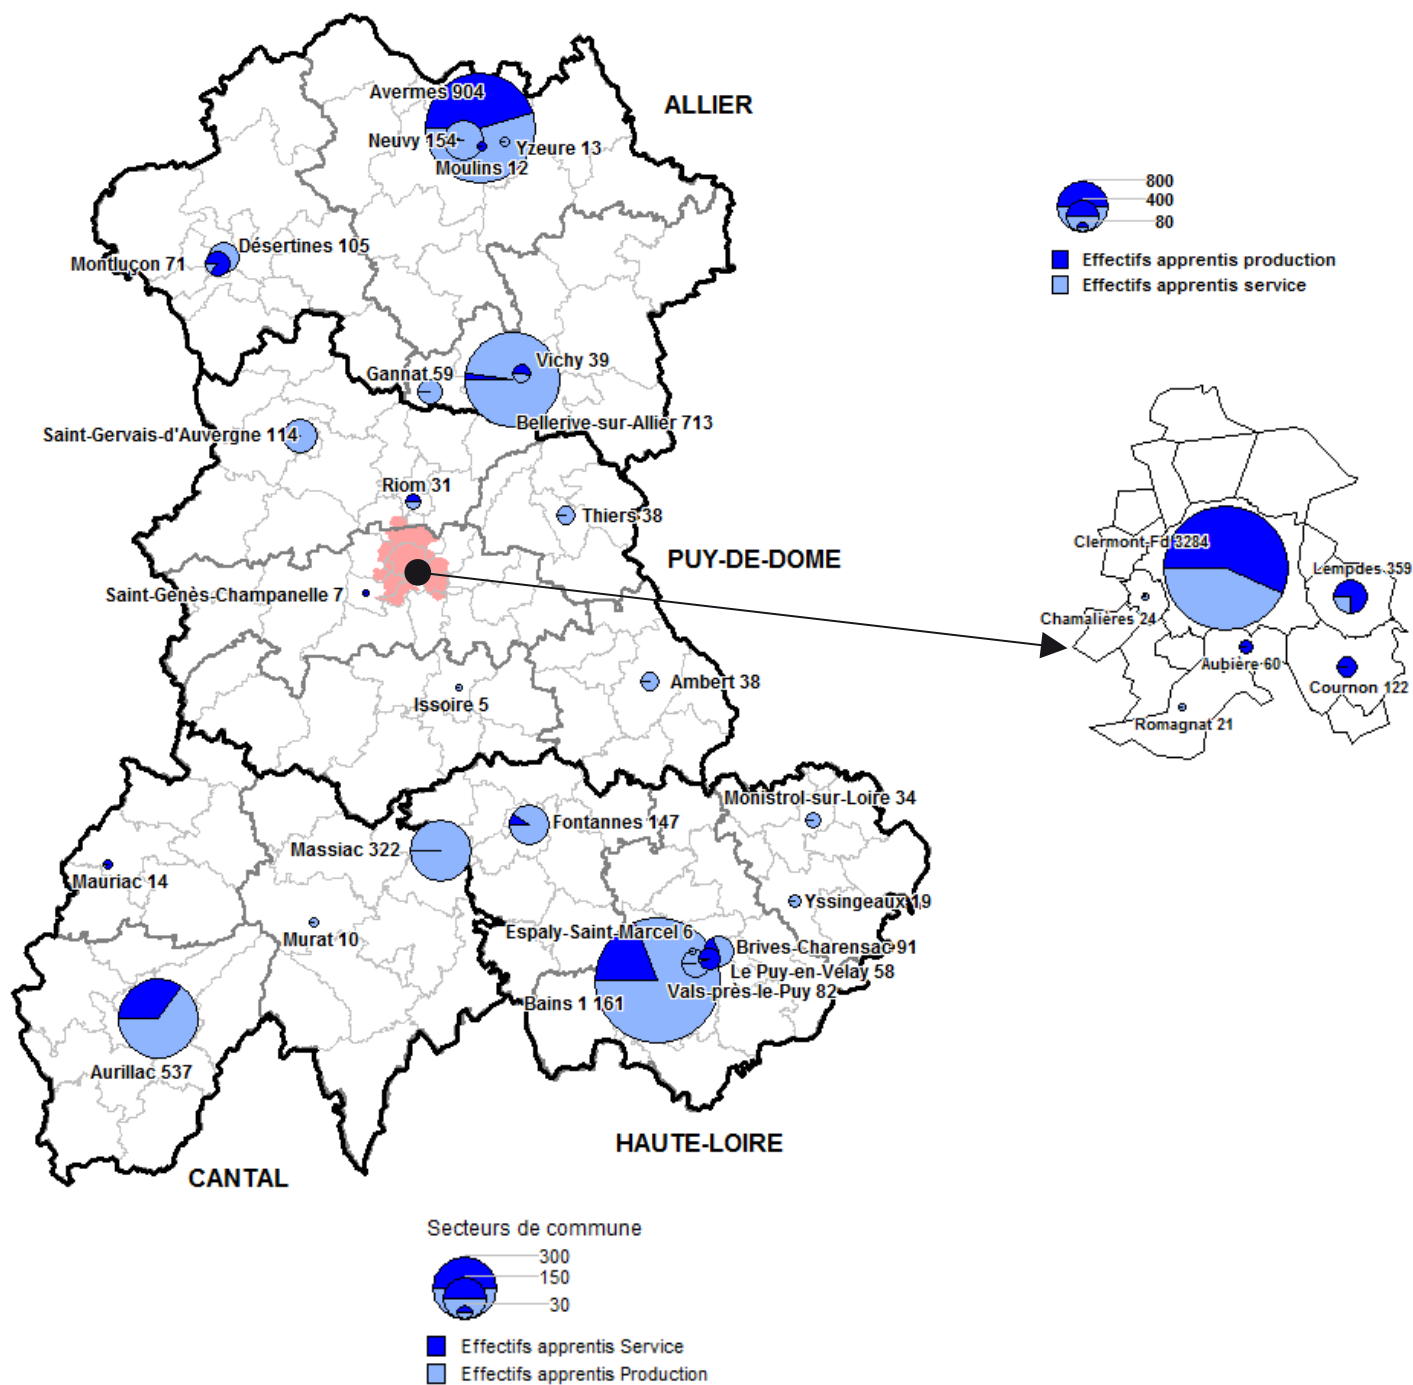 Avermes 904
ALLIER
Neuvy 154
Yzeure 13
Moulins 12
800
400
80
Désertines 105
Montluçon 71
Effectifs apprentis production
Effectifs apprentis service
Vichy 39
Gannat 59
Bellerive-sur-Allier 713
Saint-Gervais-d'Auvergne 114
Riom 31
Thiers 38
PUY-DE-DOME
Clermont-Fd 3284
Lempdes 359
Saint-Genès-Champanelle 7
Chamalières 24
Aubière 60
Cournon 122
Romagnat 21
Ambert 38
Issoire 5
Monistrol-sur-Loire 34
Fontannes 147
Massiac 322
Mauriac 14
Yssingeaux 19
Murat 10
Espaly-Saint-Marcel 6
Brives-Charensac 91
Le Puy-en-Velay 58
Vals-près-le-Puy 82
Bains 1 161
Aurillac 537
HAUTE-LOIRE
CANTAL
Secteurs de commune
300
150
30
Effectifs apprentis Service
Effectifs apprentis Production